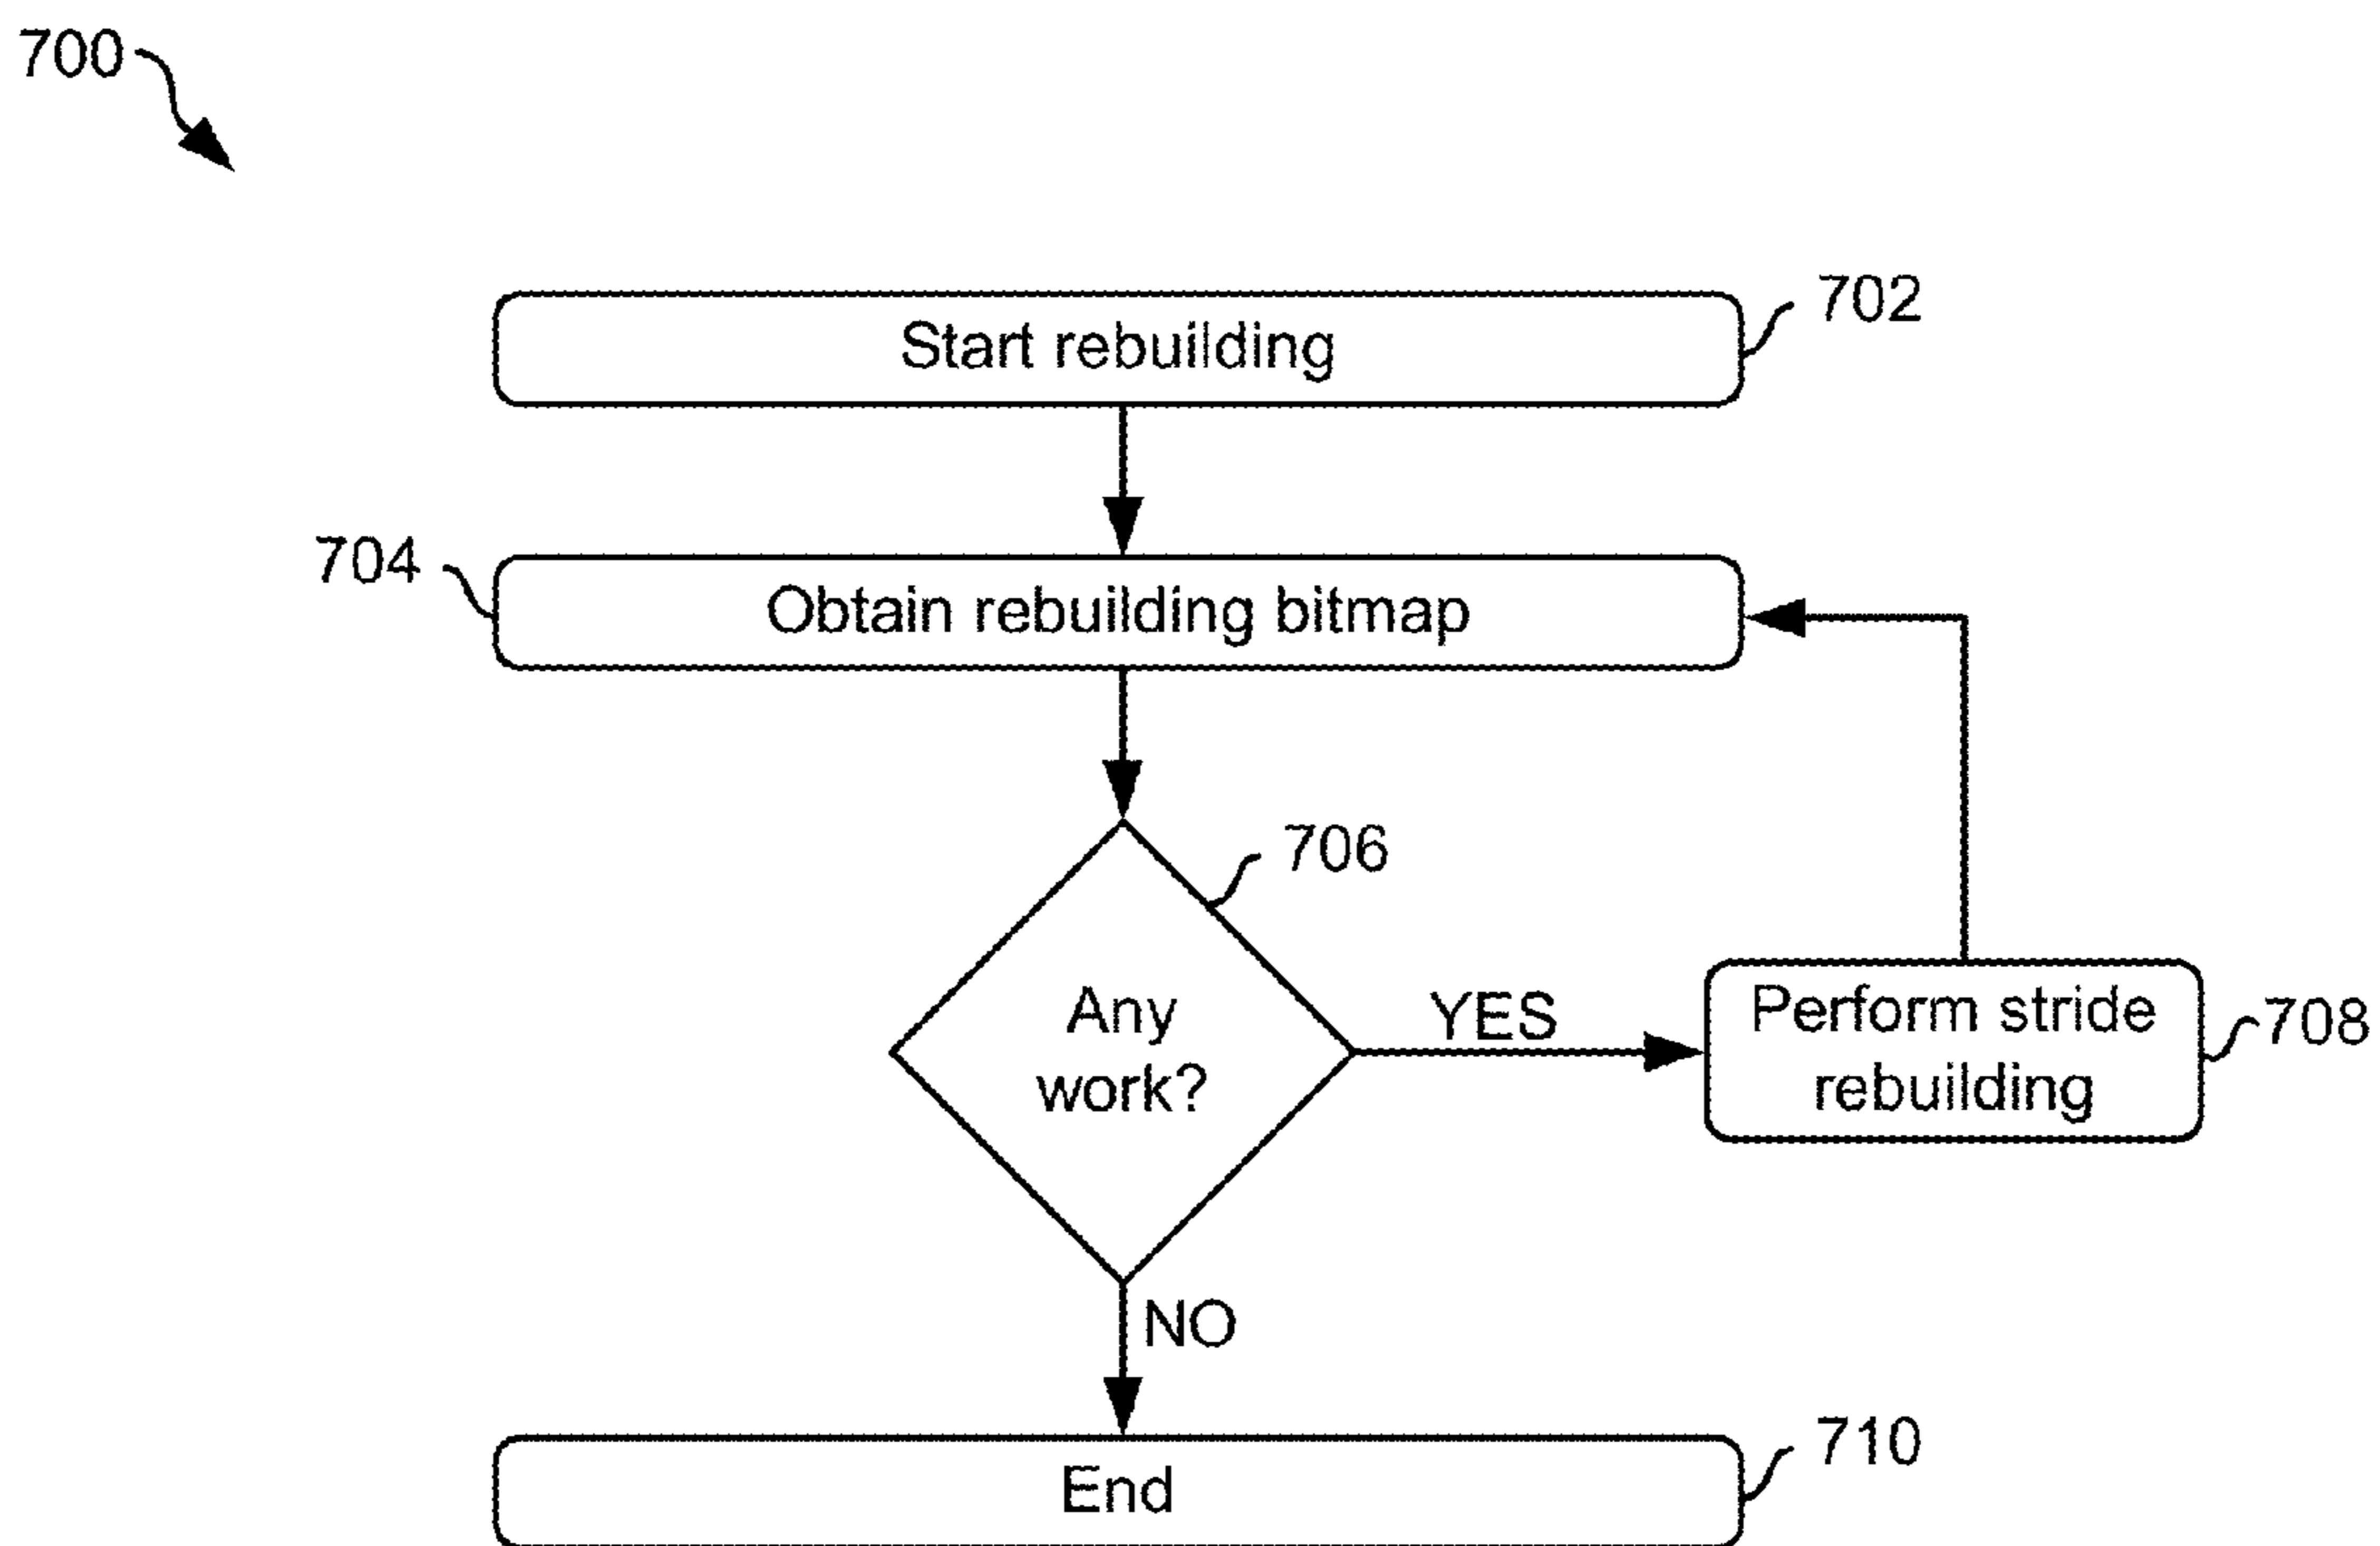 700
702
Start rebuilding
704
Obtain rebuilding bitmap
706
Any
work?
YES
Perform stride
rebuilding
708
NO
710
End